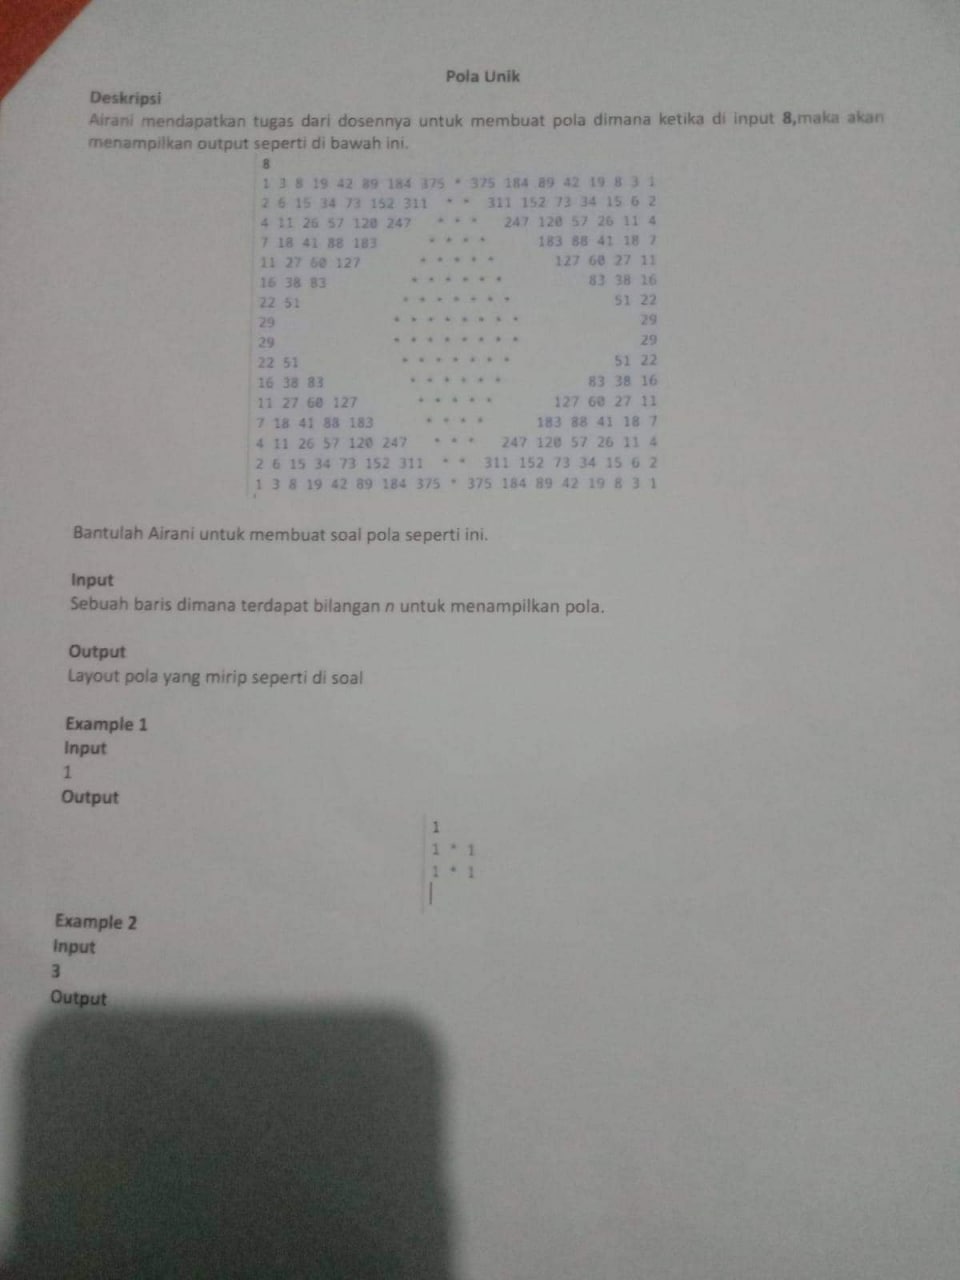 Pola Unik
Deskripsi
Airani mendapatkan tugas dari dosennya untuk membuat pola dimana ketika di input 8,maka akan
menampilkan output seperti di bawah ini.
8
1 3 8 19 42 89 184 375 * 375 184 89 42 19 8 3 1
2 6 15 34 73 152 311 * * 311 152 73 34 15 6 2
4 11 26 57 120 247 * * * 247 120 57 26 11 4
7 18 41 88 183 * * * * 183 88 41 18 7
11 27 60 127 * * * * * 127 60 27 11
16 38 83 * * * * * * 83 38 16
22 51 * * * * * * * 51 22
29 * * * * * * * * 29
29 * * * * * * * * 29
22 51 * * * * * * * 51 22
16 38 83 * * * * * * 83 38 16
11 27 60 127 * * * * * 127 60 27 11
7 18 41 88 183 * * * * 183 88 41 18 7
4 11 26 57 120 247 * * * 247 120 57 26 11 4
2 6 15 34 73 152 311 * * 311 152 73 34 15 6 2
1 3 8 19 42 89 184 375 * 375 184 89 42 19 8 3 1
Bantulah Airani untuk membuat soal pola seperti ini.
Input
Sebuah baris dimana terdapat bilangan n untuk menampilkan pola.
Output
Layout pola yang mirip seperti di soal
Example 1
Input
1
Output
1
1 * 1
1 * 1
Example 2
Input
3
Output